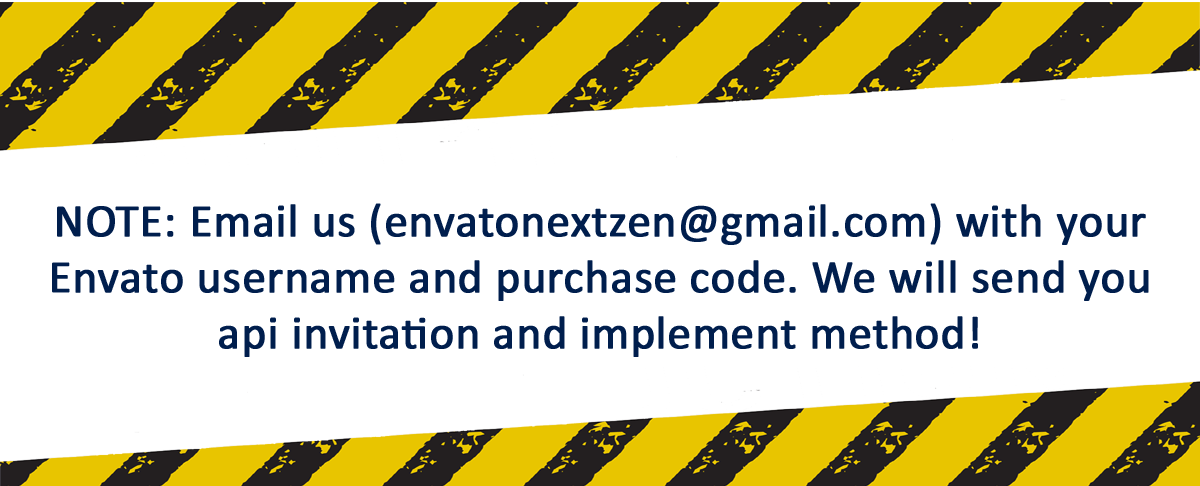 NOTE: Email us (envatonextzen@gmail.com) with your
Envato username and purchase code. We will send you
api invitation and implement method!